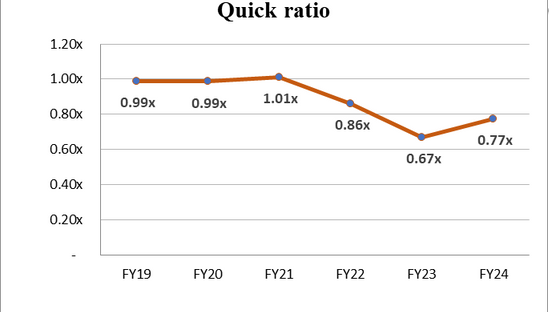 Quick ratio
1.20x
1.00x
0.80x
0.60x
0.40x
0.20x
-
0.99x
0.99x
1.01x
0.86x
0.67x
0.77x
FY19 FY20 FY21 FY22 FY23 FY24